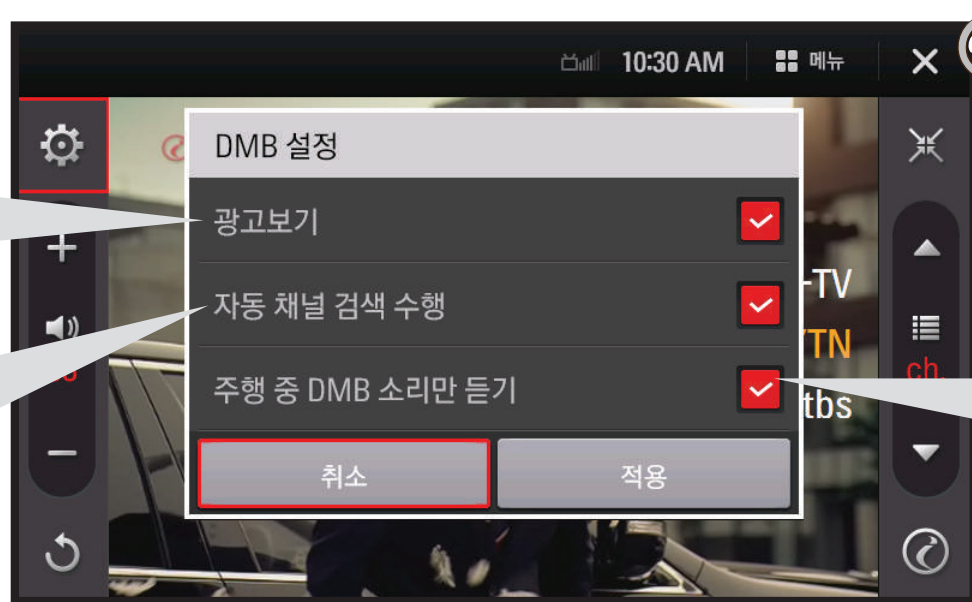 10:30 AM
메뉴
DMB 설정
광고보기
자동 채널 검색 수행
주행 중 DMB 소리만 듣기
-TV
TN
ch.
tbs
취소
적용